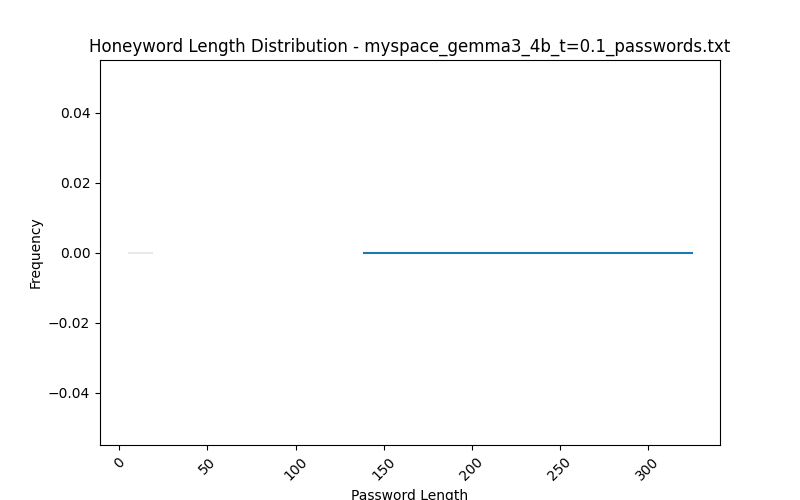 Honeyword Length Distribution - myspace_gemma3_4b_t=0.1_passwords.txt
0.04
0.02
0.00
−0.02
−0.04
Frequency
0 50 100 150 200 250 300
Password Length